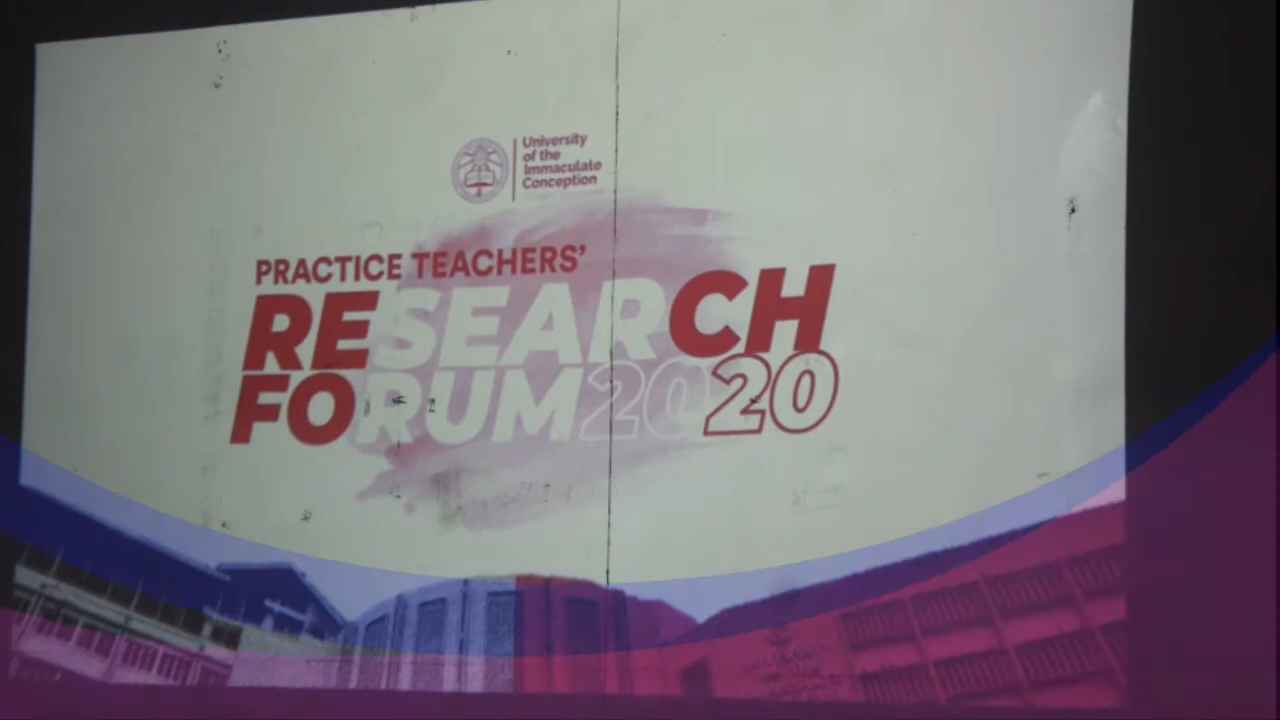 University
of the
Immaculate
Conception
PRACTICE TEACHERS'
RESEARCH
FORUM2020